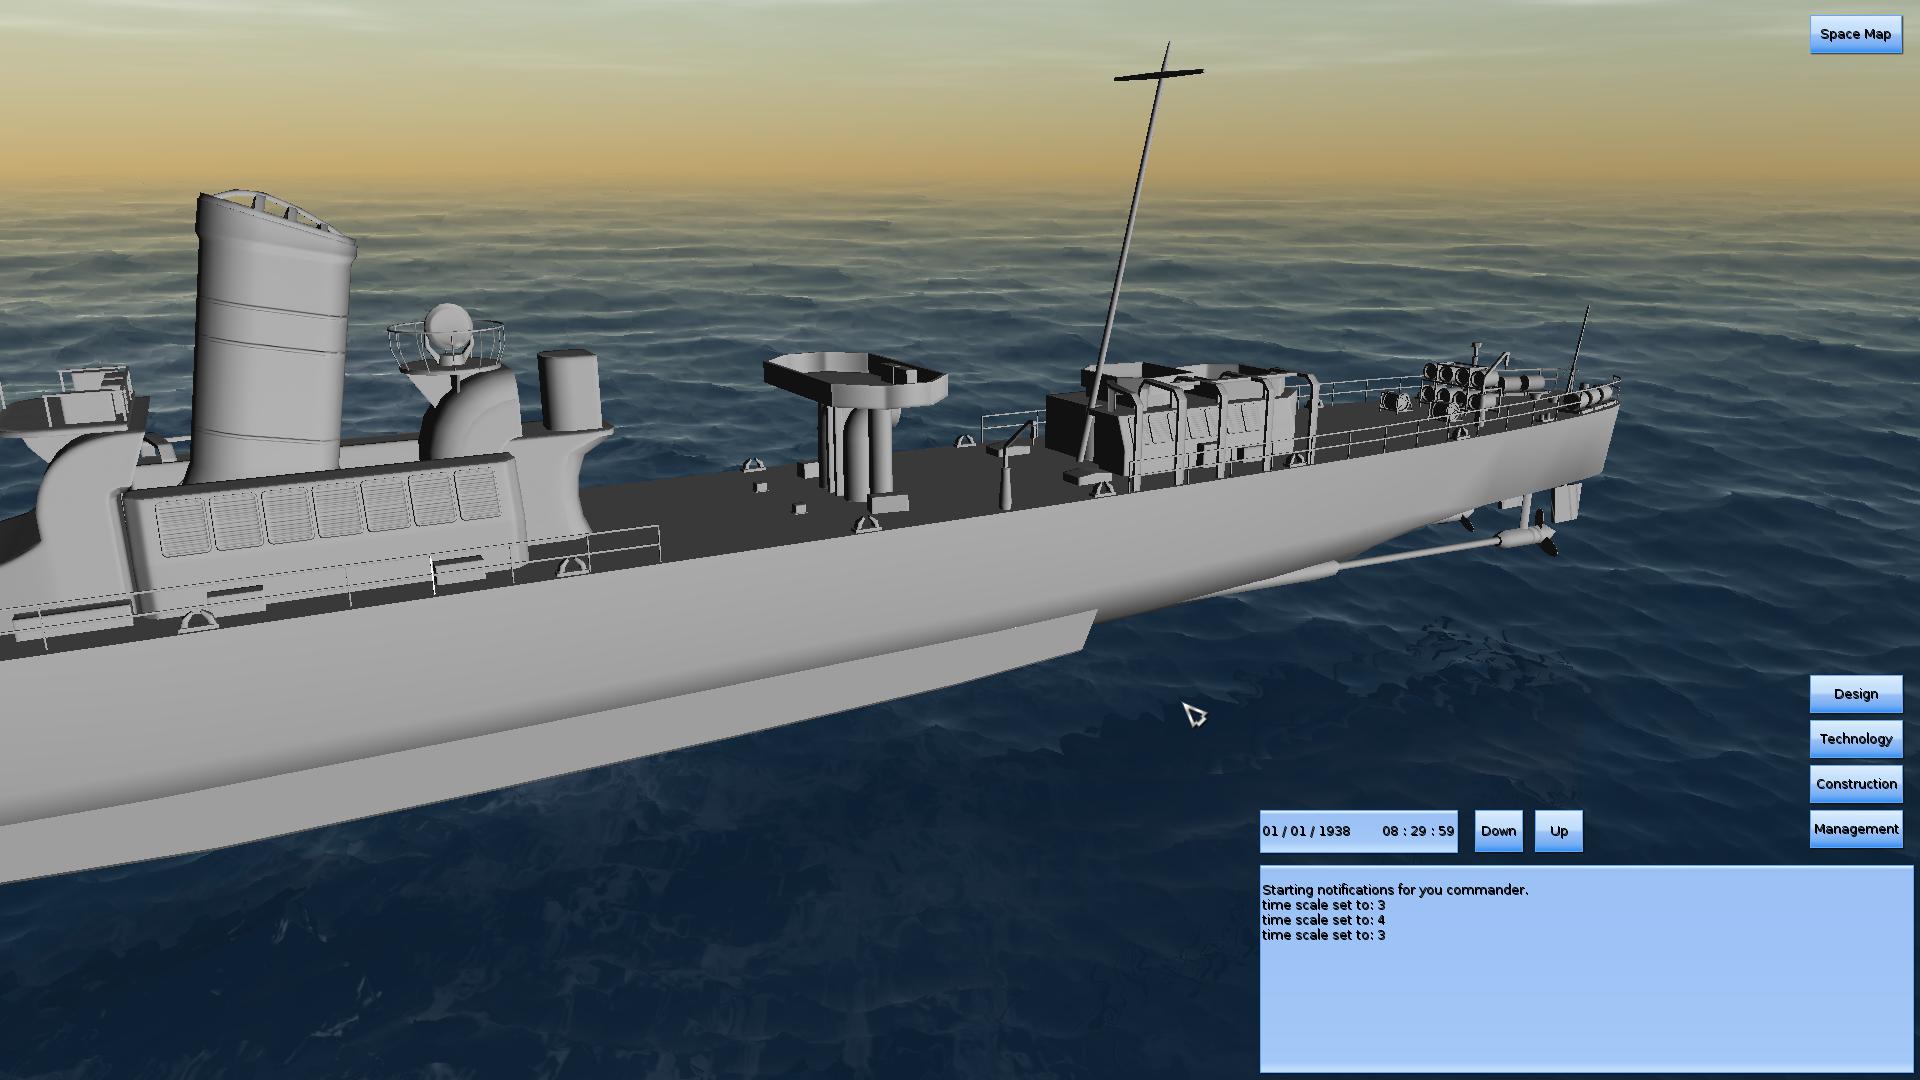 Space Map
Design
Technology
Construction
Management
01 / 01 / 1938 08 : 29 : 59
Down
Up
Starting notifications for you commander.
time scale set to: 3
time scale set to: 4
time scale set to: 3